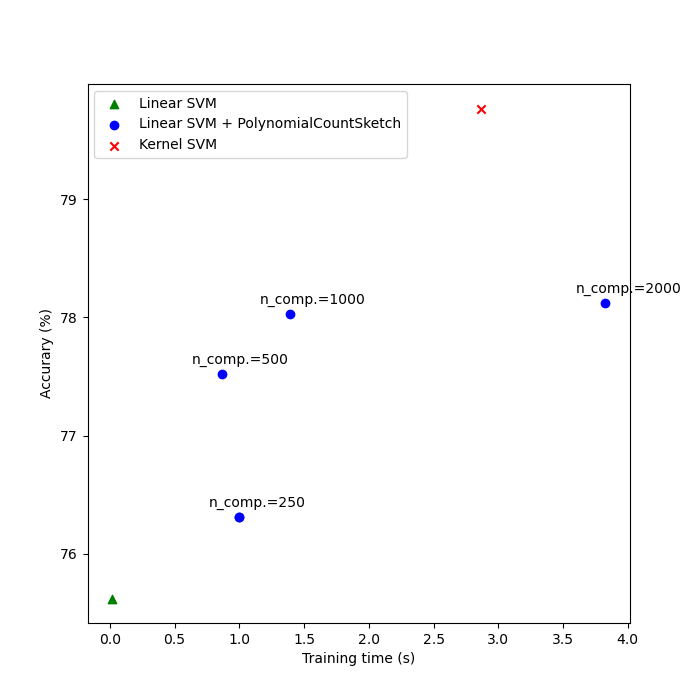 Linear SVM
Linear SVM + PolynomialCountSketch
Kernel SVM
79
n_comp.=2000
n_comp.=1000
78
n_comp.=500
Accurary (%)
77
n_comp.=250
76
0.0 0.5 1.0 1.5 2.0 2.5 3.0 3.5 4.0
Training time (s)